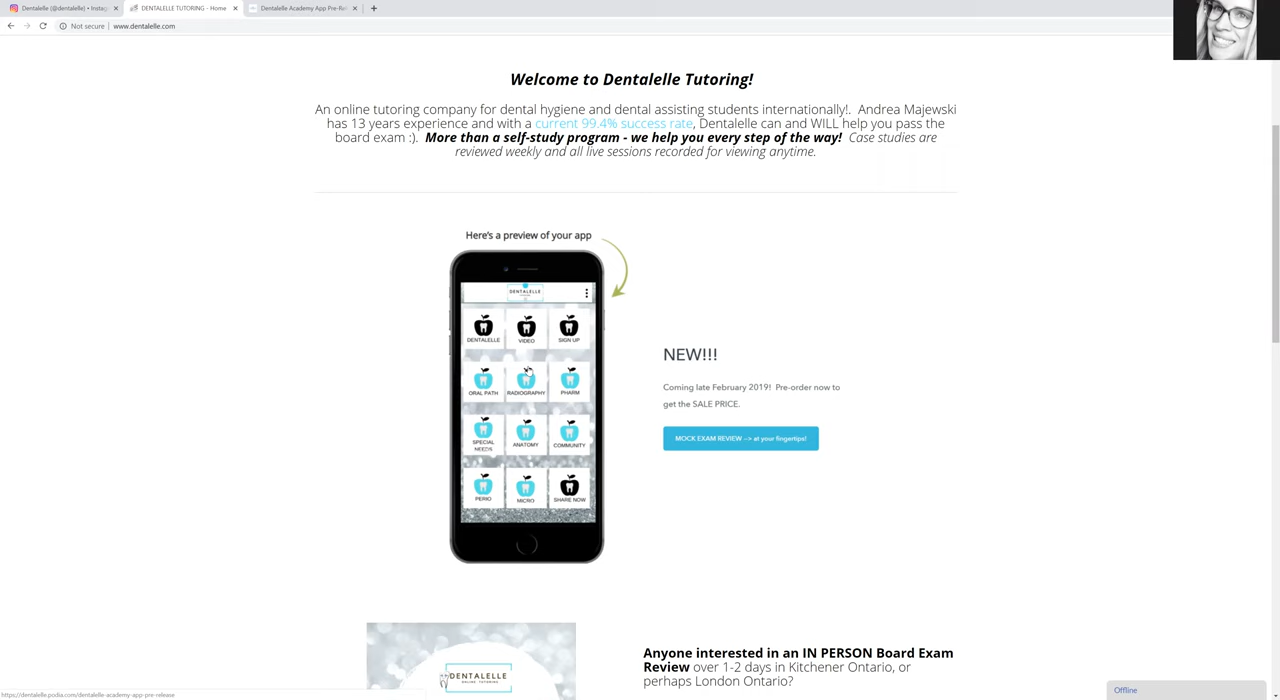 Dentalelle (@dentalelle) • Instag
DENTALELLE TUTORING - Home
Dentalelle Academy App Pre-Rel
Not secure | www.dentalelle.com
Welcome to Dentalelle Tutoring!
An online tutoring company for dental hygiene and dental assisting students internationally!. Andrea Majewski
has 13 years experience and with a current 99.4% success rate, Dentalelle can and WILL help you pass the
board exam :). More than a self-study program - we help you every step of the way! Case studies are
reviewed weekly and all live sessions recorded for viewing anytime.
Here's a preview of your app
DENTALELLE
DENTALELLE VIDEO SIGN UP
ORAL PATH RADIOGRAPHY PHARM
SPECIAL
NEEDS ANATOMY COMMUNITY
PERIO MICRO SHARE NOW
NEW!!!
Coming late February 2019! Pre-order now to
get the SALE PRICE.
MOCK EXAM REVIEW --> at your fingertips!
DENTALELLE
ONLINE TUTORING
Anyone interested in an IN PERSON Board Exam
Review over 1-2 days in Kitchener Ontario, or
perhaps London Ontario?
https://dentalelle.podia.com/dentalelle-academy-app-pre-release
Offline